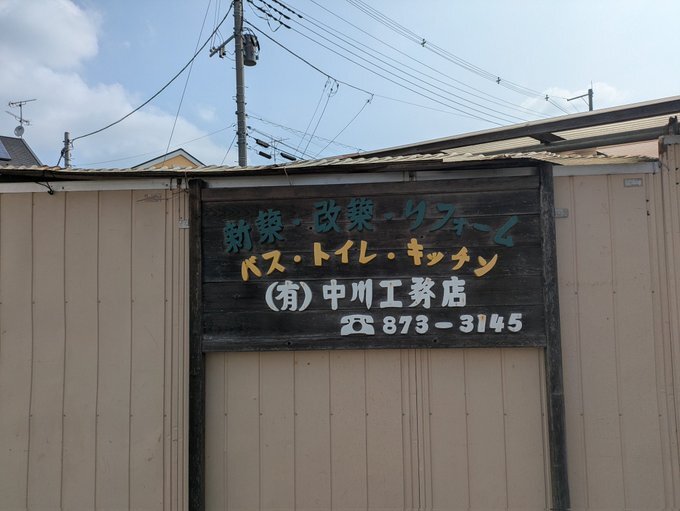 新築・改築・リフォーム
バス・トイレ・キッチン
(有)中川工務店
☎873-3145